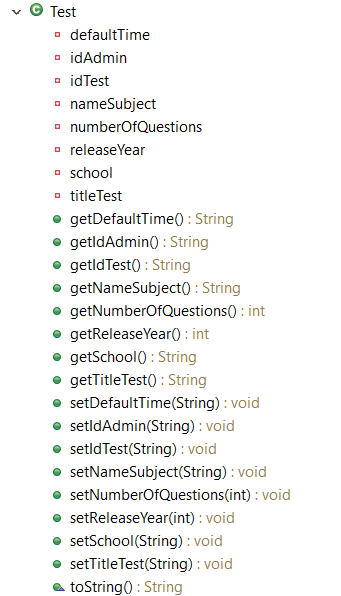 Test
defaultTime
idAdmin
idTest
nameSubject
numberOfQuestions
releaseYear
school
titleTest
getDefaultTime() : String
getIdAdmin() : String
getIdTest() : String
getNameSubject() : String
getNumberOfQuestions() : int
getReleaseYear() : int
getSchool() : String
getTitleTest() : String
setDefaultTime(String) : void
setIdAdmin(String) : void
setIdTest(String) : void
setNameSubject(String) : void
setNumberOfQuestions(int) : void
setReleaseYear(int) : void
setSchool(String) : void
setTitleTest(String) : void
toString() : String